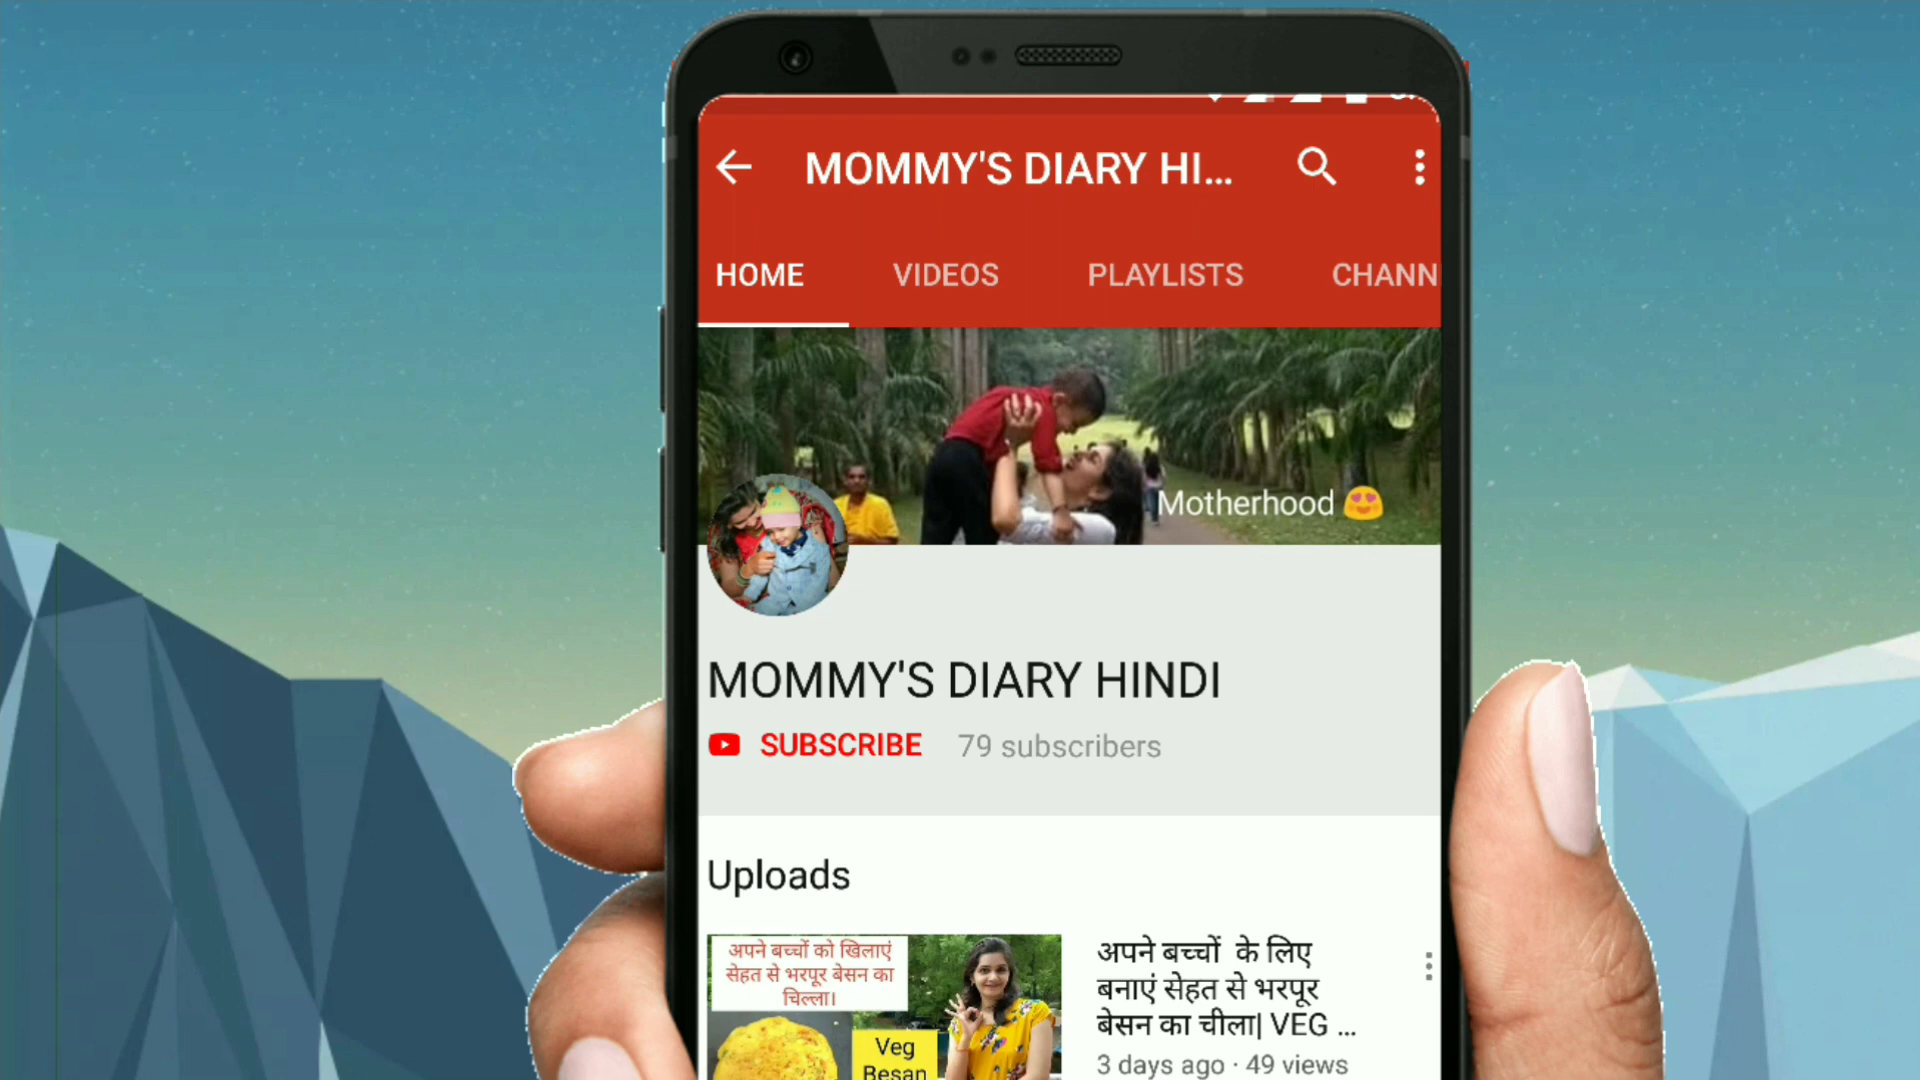 MOMMY'S DIARY HI...
HOME VIDEOS PLAYLISTS CHANN
Motherhood
MOMMY'S DIARY HINDI
SUBSCRIBE 79 subscribers
Uploads
अपने बच्चों को खिलाएं
सेहत से भरपूर बेसन का
चिल्ला।
Veg
Besan
अपने बच्चों के लिए
बनाएं सेहत से भरपूर
बेसन का चीला| VEG ...
3 days ago · 49 views